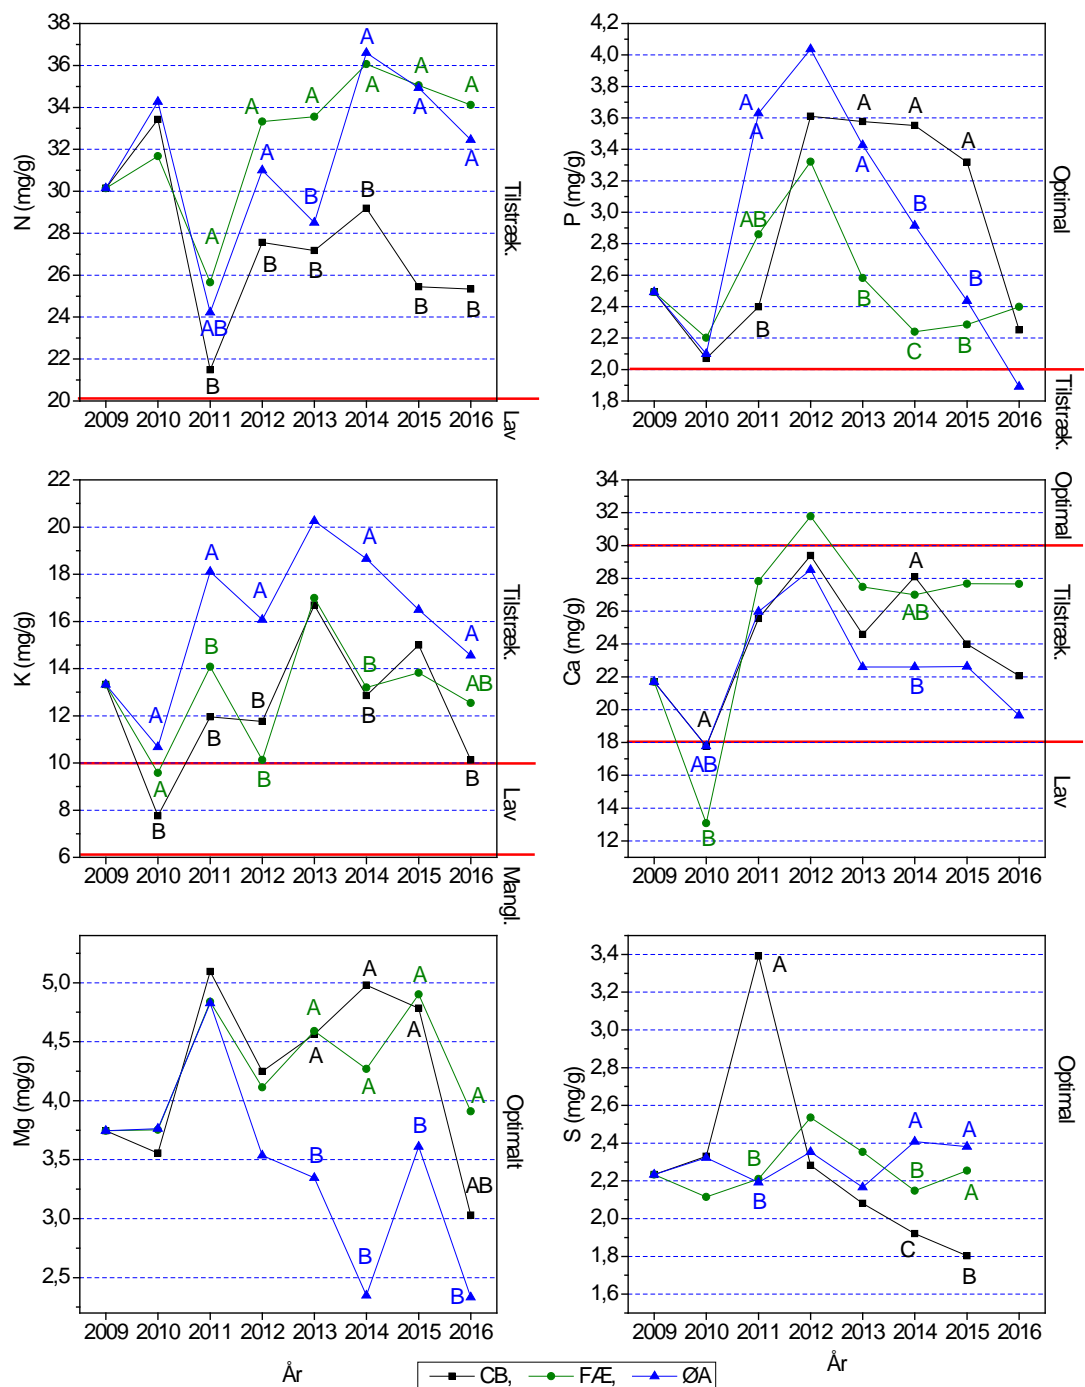 N (mg/g)
38
36
34
32
30
28
26
24
22
20
A
A
A
A
A
A
A
A
A
A
A
B
B
B
B
B
B
AB
B
Tilstræk.
Lav
2009 2010 2011 2012 2013 2014 2015 2016
P (mg/g)
4,2
4,0
3,8
3,6
3,4
3,2
3,0
2,8
2,6
2,4
2,2
2,0
1,8
A
A
A
A
A
A
AB
B
B
B
B
B
C
Optimal
Tilstræk.
2009 2010 2011 2012 2013 2014 2015 2016
K (mg/g)
22
20
18
16
14
12
10
8
6
A
A
A
A
A
B
B
AB
B
B
B
A
B
B
B
Tilstræk.
Lav
Mangl.
2009 2010 2011 2012 2013 2014 2015 2016
Ca (mg/g)
34
32
30
28
26
24
22
20
18
16
14
12
A
AB
B
A
AB
B
Optimal
Tilstræk.
Lav
2009 2010 2011 2012 2013 2014 2015 2016
Mg (mg/g)
5,0
4,5
4,0
3,5
3,0
2,5
A
A
A
A
A
A
A
B
B
AB
B
B
Optimalt
2009 2010 2011 2012 2013 2014 2015 2016
År
S (mg/g)
3,4
3,2
3,0
2,8
2,6
2,4
2,2
2,0
1,8
1,6
A
A
A
B
B
B
A
C
B
Optimal
2009 2010 2011 2012 2013 2014 2015 2016
År
CB, FÆ, ØA